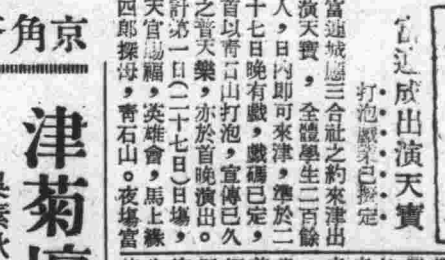 富連成出演天寶
打泡戲業已擬定
富連城應三合社之約來津出
演天寶，全體學生二百餘
人，日內即可來津，準於二
十七日晚有戲，戲碼已定，
首以靑石山打泡，宣傳已久
之普天樂，亦於首晚演出。
計第一日（二十七日）日場，
天官賜福，英雄會，馬上緣
四郎探母，靑石山。夜場富
京角
津菊